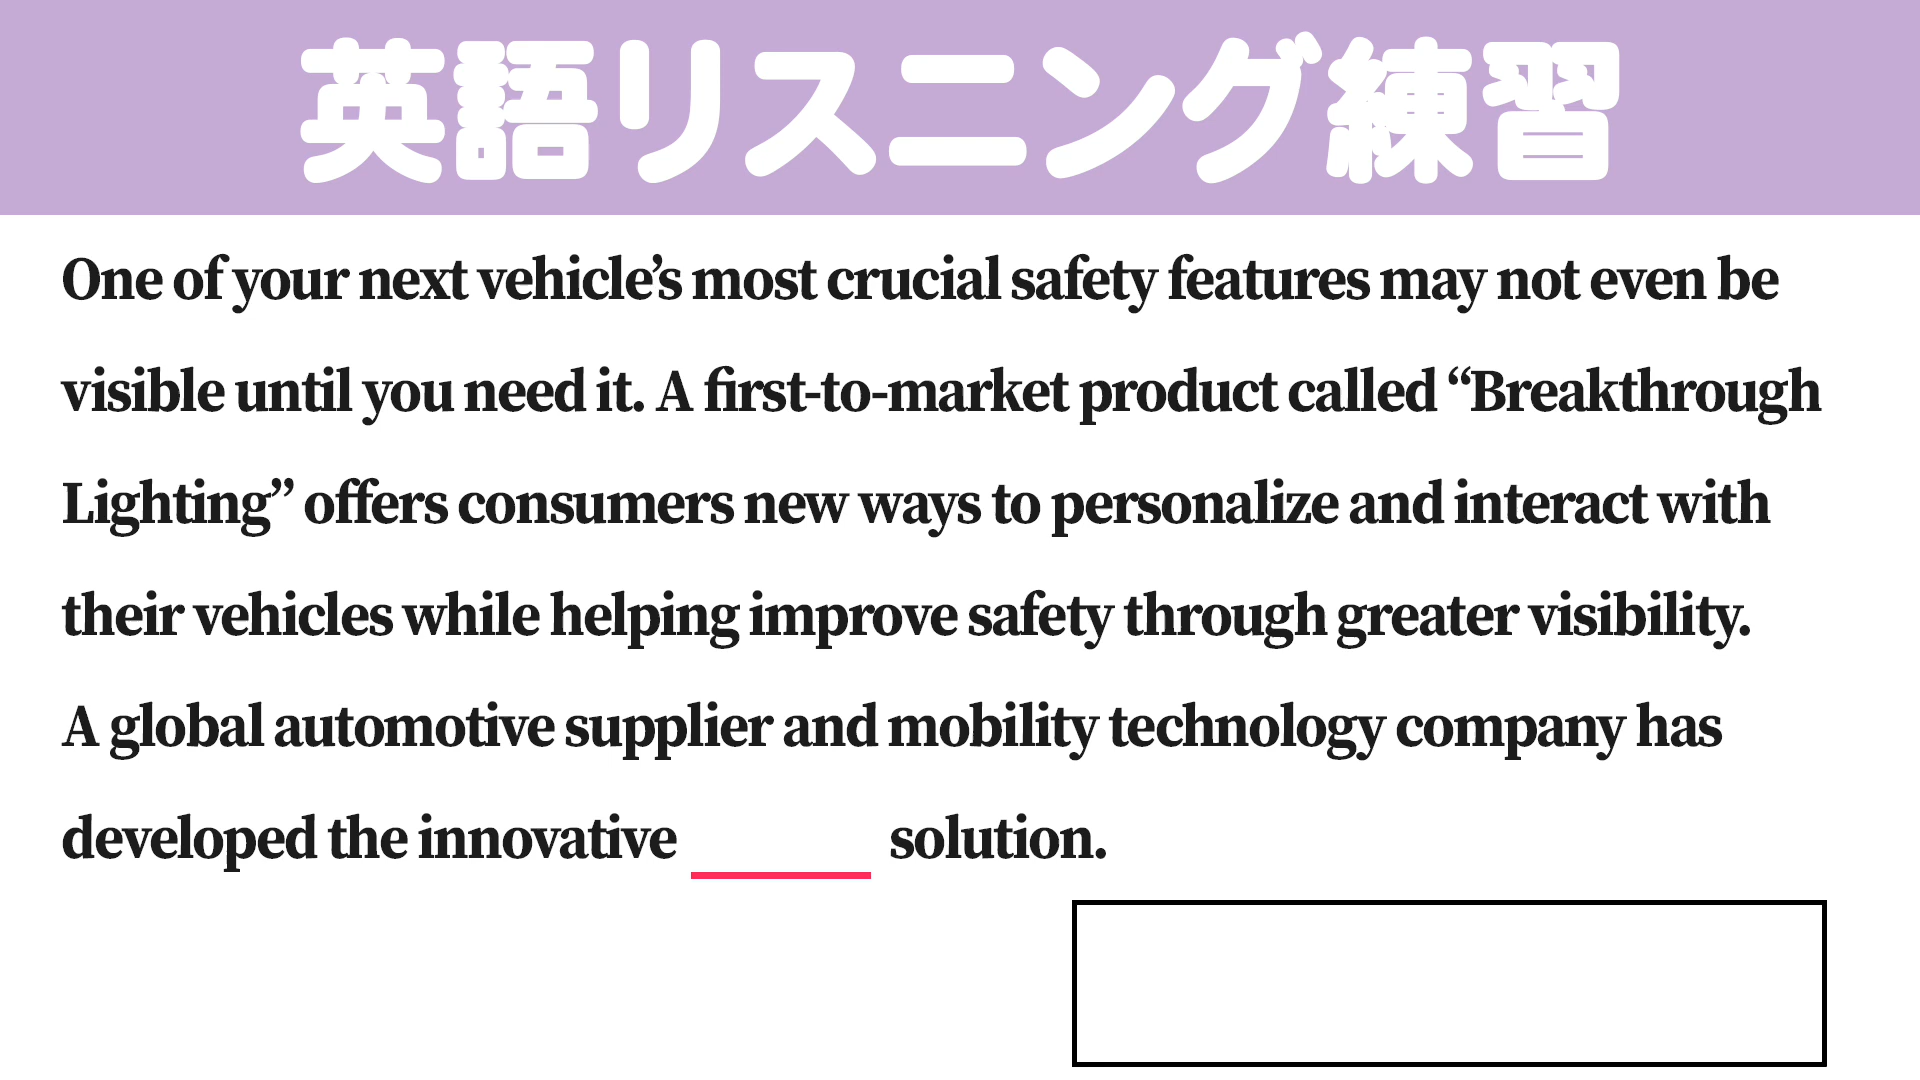 英語リスニング練習
One of your next vehicle’s most crucial safety features may not even be
visible until you need it. A first-to-market product called “Breakthrough
Lighting” offers consumers new ways to personalize and interact with
their vehicles while helping improve safety through greater visibility.
A global automotive supplier and mobility technology company has
developed the innovative ______ solution.